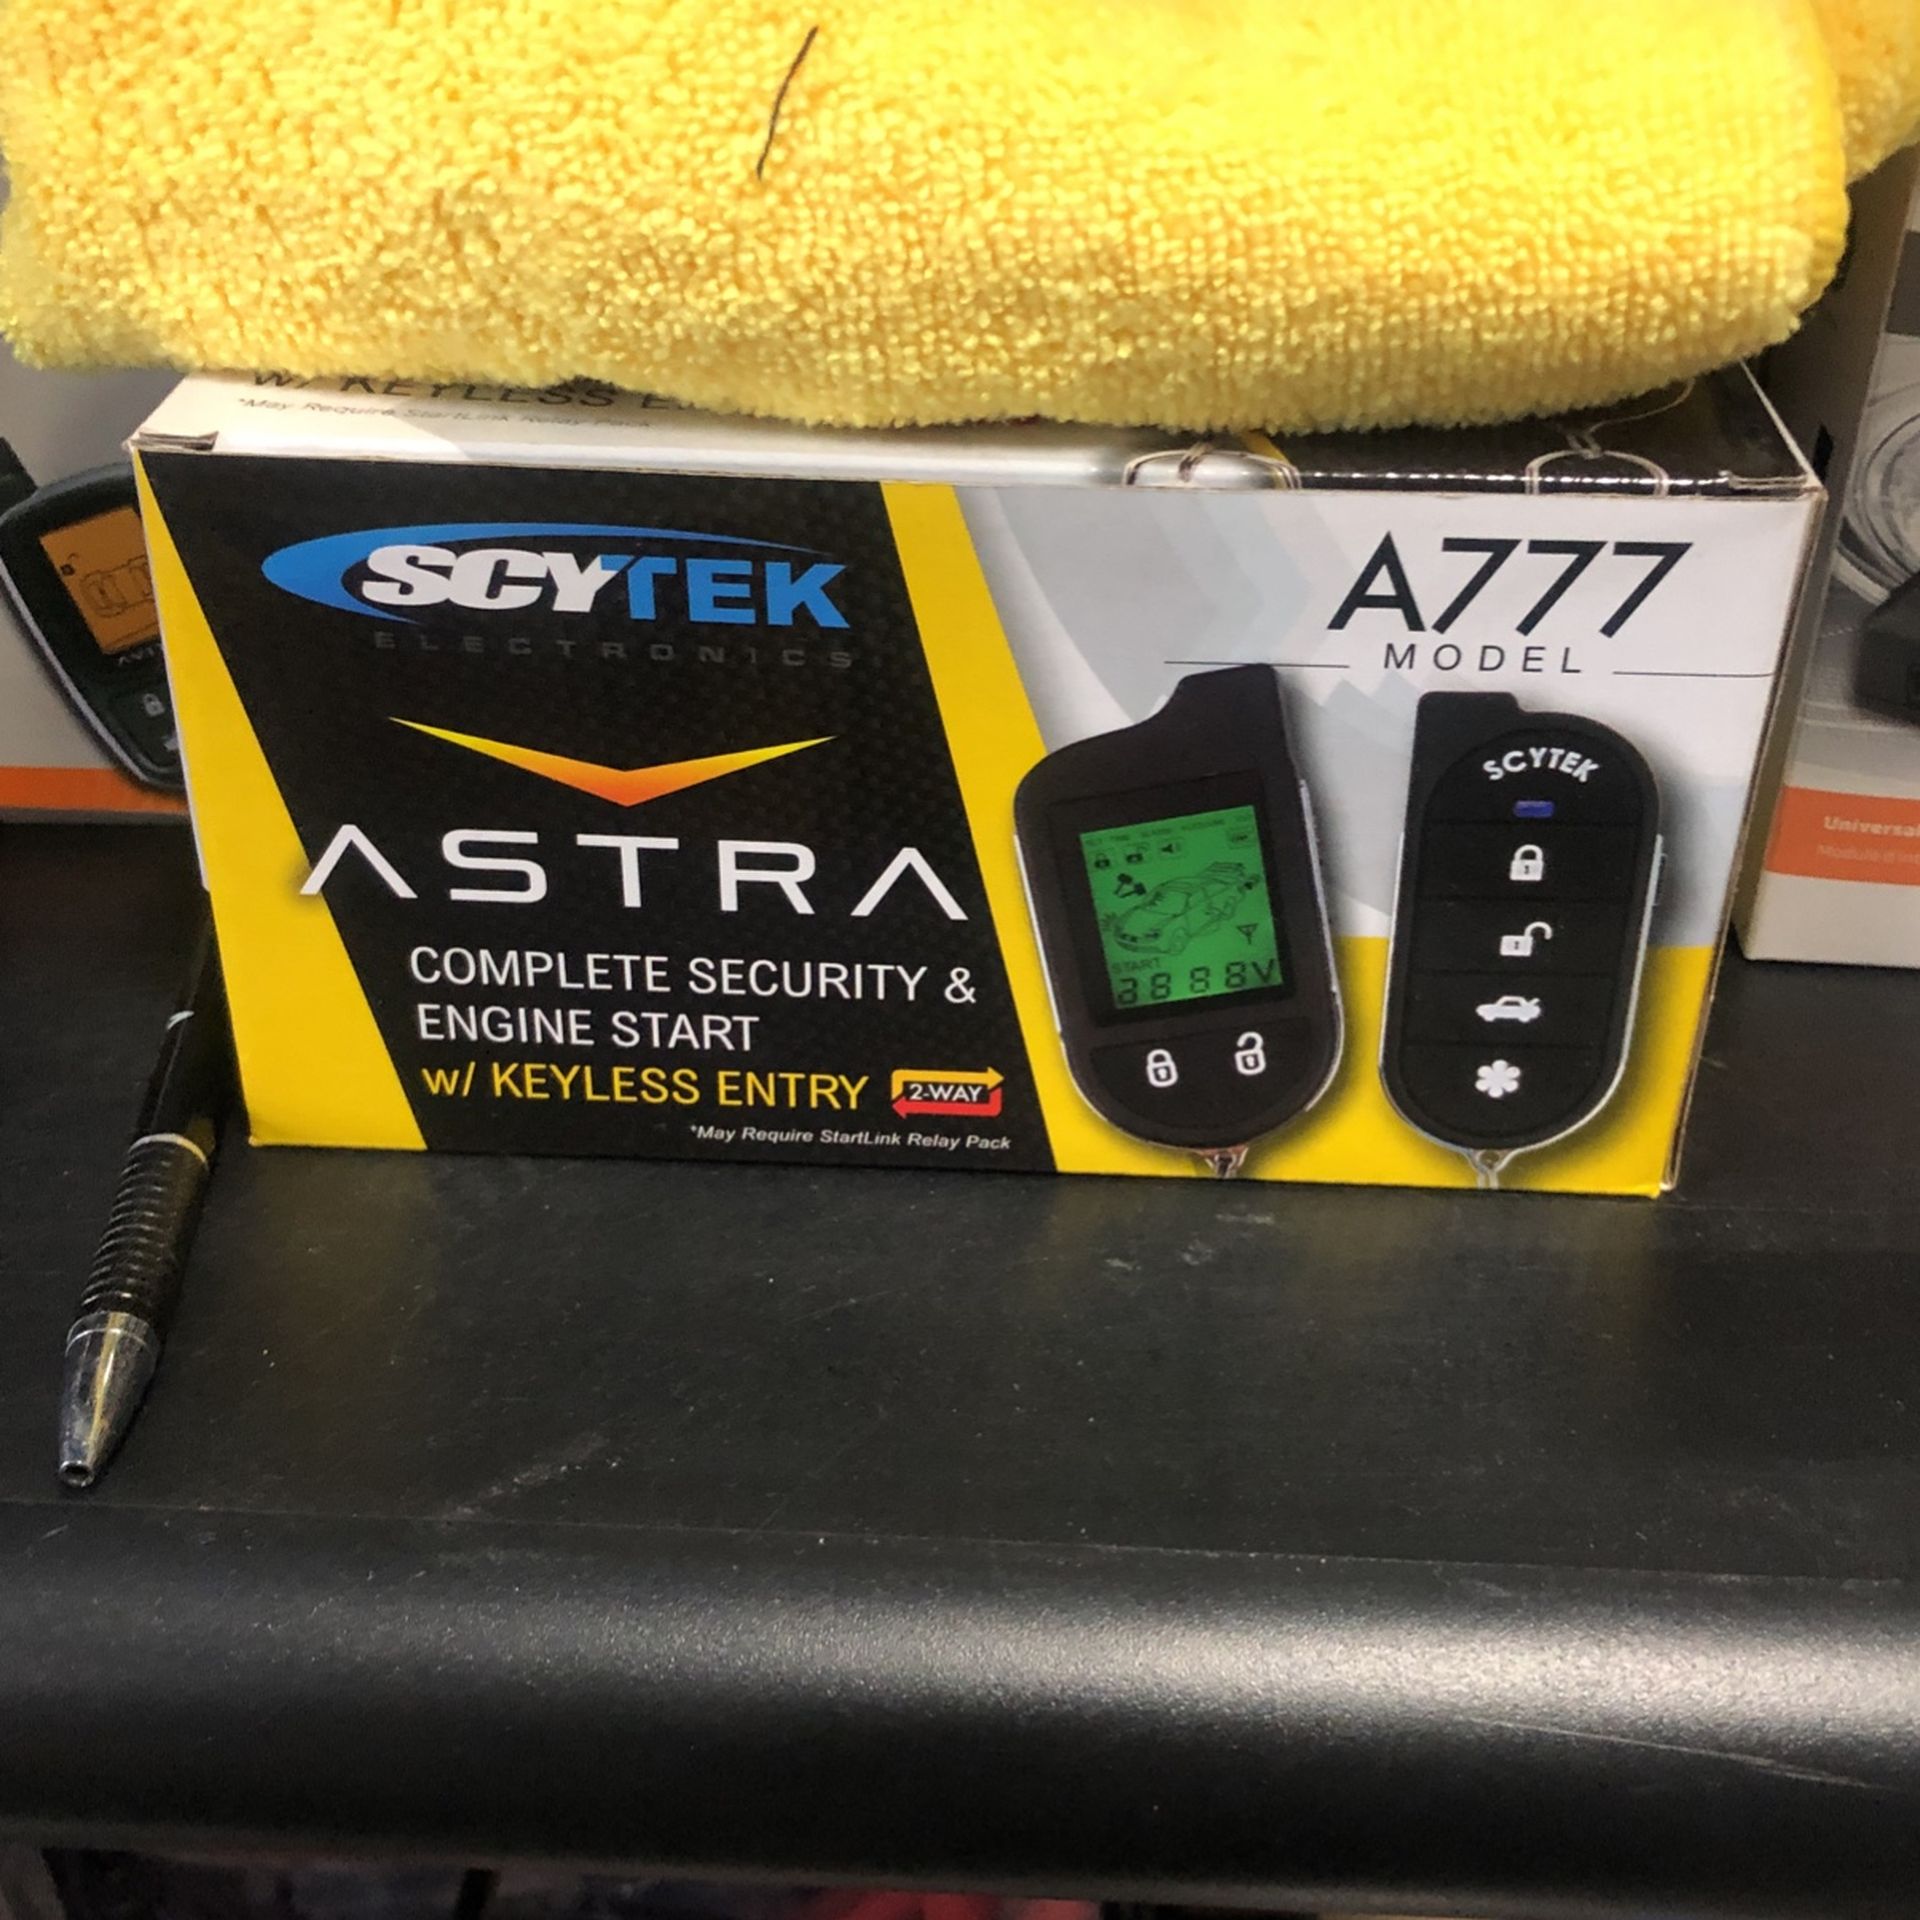 w/ KEYLESS
*May Require StartLink Relay Pack
SCYTEK
ELECTRONICS
A777
MODEL
ASTRA
COMPLETE SECURITY &
ENGINE START
w/ KEYLESS ENTRY 2-WAY
*May Require StartLink Relay Pack
SCYTEK
START
8888V
Universal